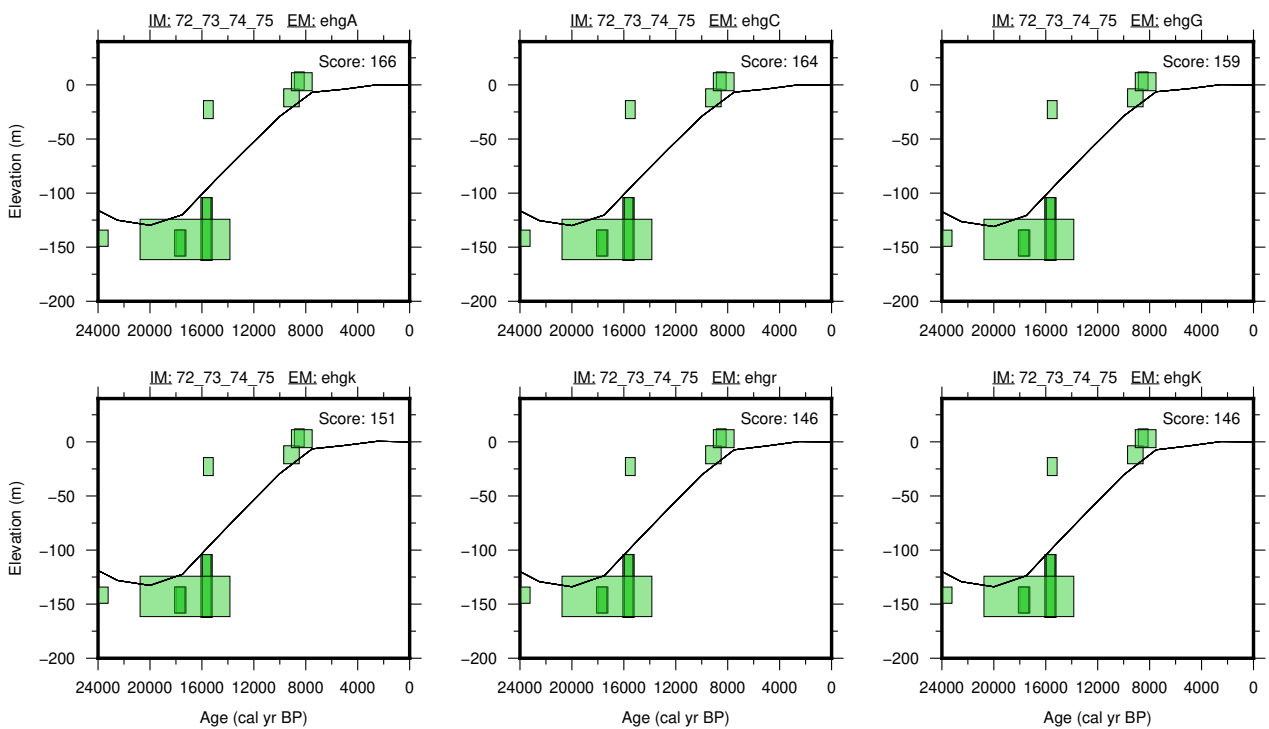 IM: 72_73_74_75 EM: ehgA
IM: 72_73_74_75 EM: ehgC
IM: 72_73_74_75 EM: ehgG
Score: 166
Score: 164
Score: 159
Elevation (m)
0
−50
−100
−150
−200
0
−50
−100
−150
−200
0
−50
−100
−150
−200
24000 20000 16000 12000 8000 4000 0
24000 20000 16000 12000 8000 4000 0
24000 20000 16000 12000 8000 4000 0
IM: 72_73_74_75 EM: ehgk
IM: 72_73_74_75 EM: ehgr
IM: 72_73_74_75 EM: ehgK
Score: 151
Score: 146
Score: 146
Elevation (m)
0
−50
−100
−150
−200
0
−50
−100
−150
−200
0
−50
−100
−150
−200
24000 20000 16000 12000 8000 4000 0
24000 20000 16000 12000 8000 4000 0
24000 20000 16000 12000 8000 4000 0
Age (cal yr BP)
Age (cal yr BP)
Age (cal yr BP)